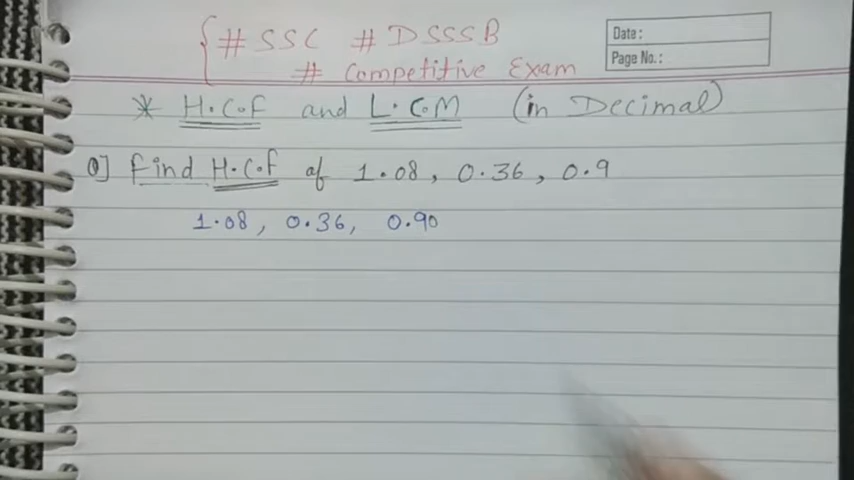 # SSC # DSSSB
# Competitive Exam
Date:
Page No.:
* H.C.F and L.C.M (in Decimal)
Q] Find H.C.F of 1.08, 0.36, 0.9
1.08, 0.36, 0.90